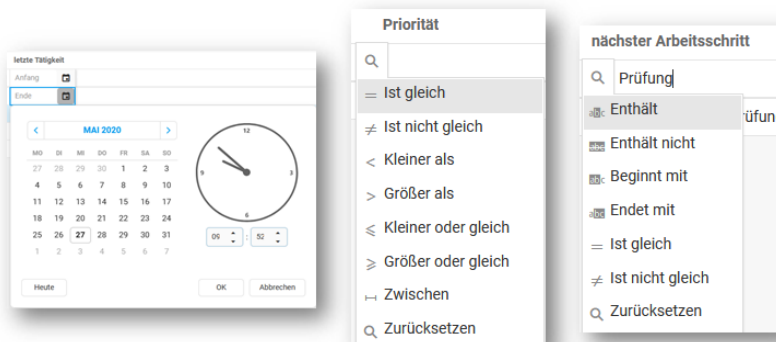 letzte Tätigkeit
Anfang
Ende
MAI 2020
MO DI MI DO FR SA SO
27 28 29 30 1 2 3
4 5 6 7 8 9 10
11 12 13 14 15 16 17
18 19 20 21 22 23 24
25 26 27 28 29 30 31
1 2 3 4 5 6 7
12
3
6
9
09 : 52
Heute OK Abbrechen
Priorität
= Ist gleich
≠ Ist nicht gleich
< Kleiner als
> Größer als
⩽ Kleiner oder gleich
⩾ Größer oder gleich
Zwischen
Zurücksetzen
nächster Arbeitsschritt
Prüfung
abc Enthält
rüfun
abc Enthält nicht
abc Beginnt mit
abc Endet mit
= Ist gleich
≠ Ist nicht gleich
Zurücksetzen